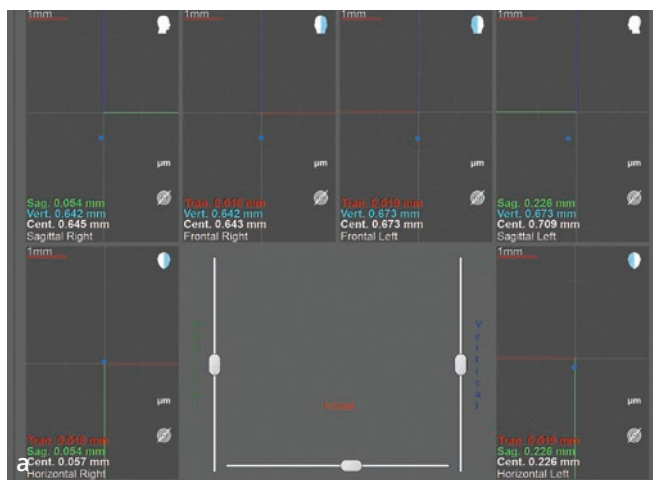 1mm
µm
Sag. 0.054 mm
Vert. 0.642 mm
Cent. 0.645 mm
Sagittal Right
1mm
µm
Tran. 0.018 mm
Vert. 0.642 mm
Cent. 0.643 mm
Frontal Right
1mm
µm
Tran. 0.019 mm
Vert. 0.673 mm
Cent. 0.673 mm
Frontal Left
1mm
µm
Sag. 0.226 mm
Vert. 0.673 mm
Cent. 0.709 mm
Sagittal Left
1mm
µm
Tran. 0.018 mm
Sag. 0.054 mm
Cent. 0.057 mm
Horizontal Right
a
Vertical
1mm
µm
Tran. 0.019 mm
Sag. 0.226 mm
Cent. 0.226 mm
Horizontal Left